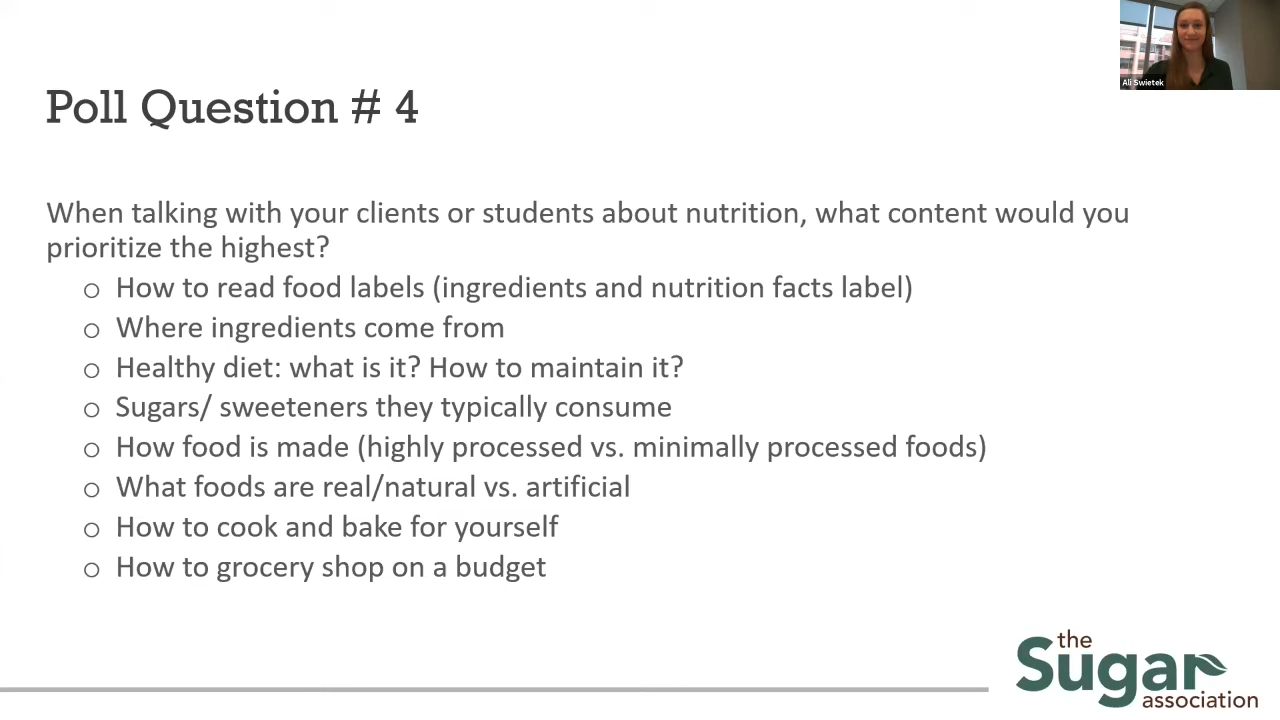 Ali Swietek
Poll Question # 4
When talking with your clients or students about nutrition, what content would you
prioritize the highest?
o How to read food labels (ingredients and nutrition facts label)
o Where ingredients come from
o Healthy diet: what is it? How to maintain it?
o Sugars/ sweeteners they typically consume
o How food is made (highly processed vs. minimally processed foods)
o What foods are real/natural vs. artificial
o How to cook and bake for yourself
o How to grocery shop on a budget
the
Sugar
association